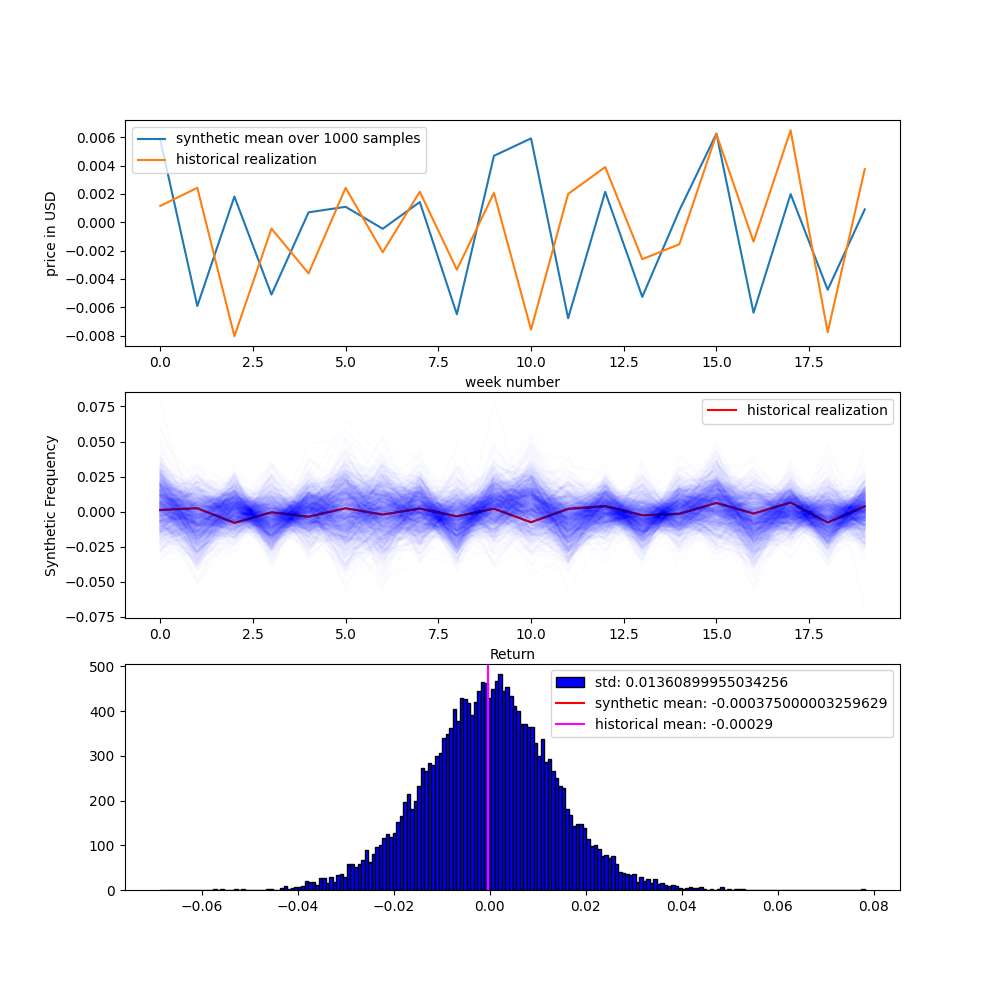 synthetic mean over 1000 samples
historical realization
price in USD
0.006
0.004
0.002
0.000
−0.002
−0.004
−0.006
−0.008
0.0 2.5 5.0 7.5 10.0 12.5 15.0 17.5
week number
historical realization
Synthetic Frequency
0.075
0.050
0.025
0.000
−0.025
−0.050
−0.075
0.0 2.5 5.0 7.5 10.0 12.5 15.0 17.5
Return
std: 0.01360899955034256
synthetic mean: -0.000375000003259629
historical mean: -0.00029
500
400
300
200
100
0
−0.06 −0.04 −0.02 0.00 0.02 0.04 0.06 0.08